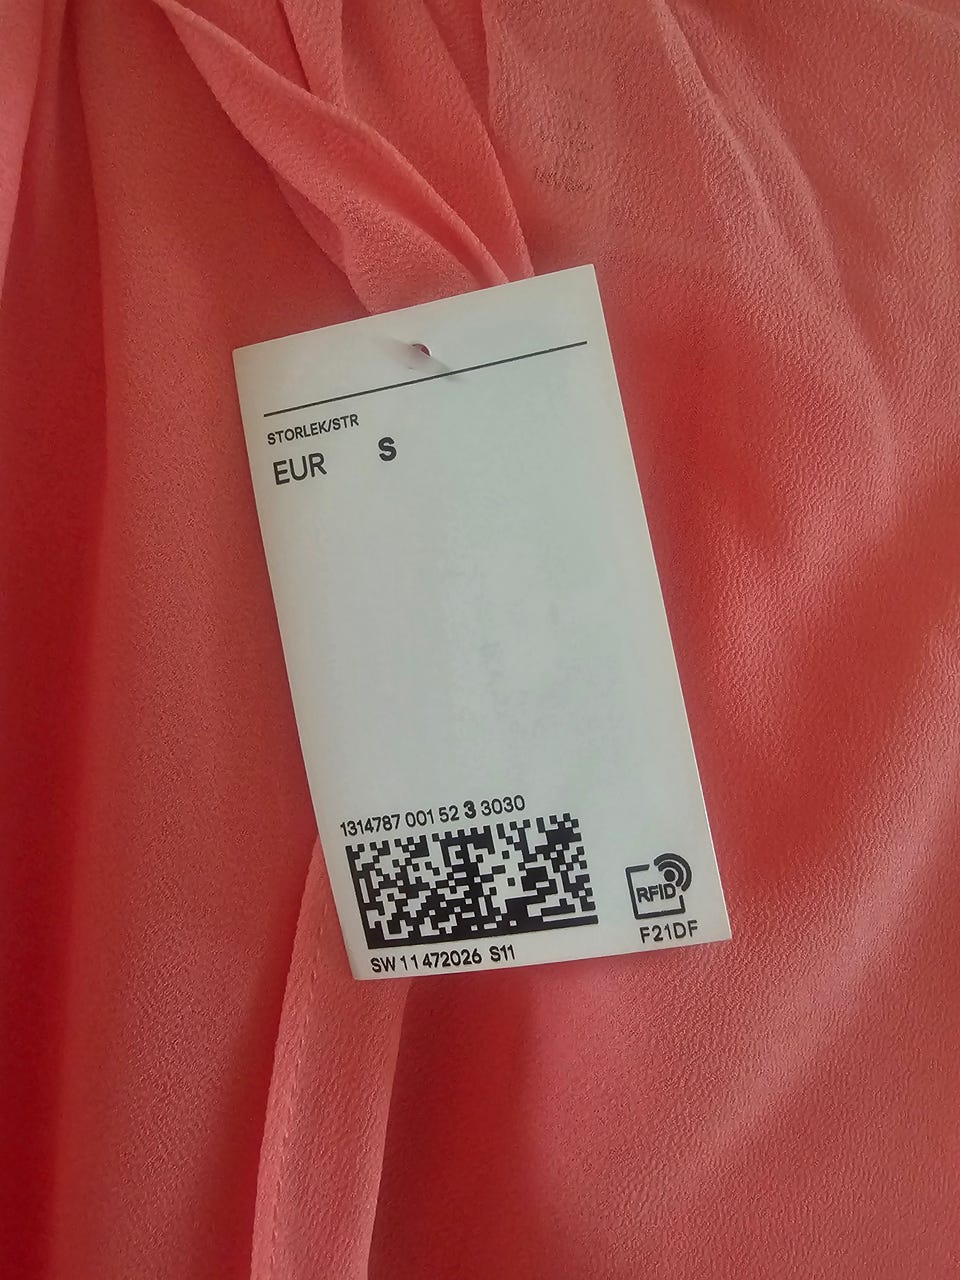 STORLEK/STR
EUR S
1314787 001 52 3 3030
RFID
F21DF
SW 11 472026 S11